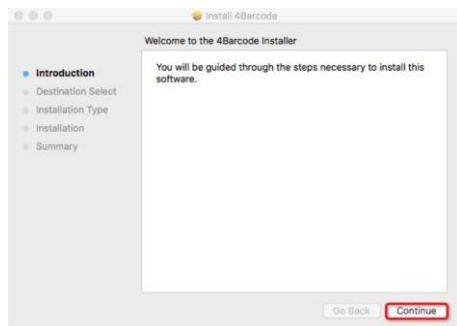 Install 4Barcode
Welcome to the 4Barcode Installer
Introduction
Destination Select
Installation Type
Installation
Summary
You will be guided through the steps necessary to install this
software.
Go Back
Continue